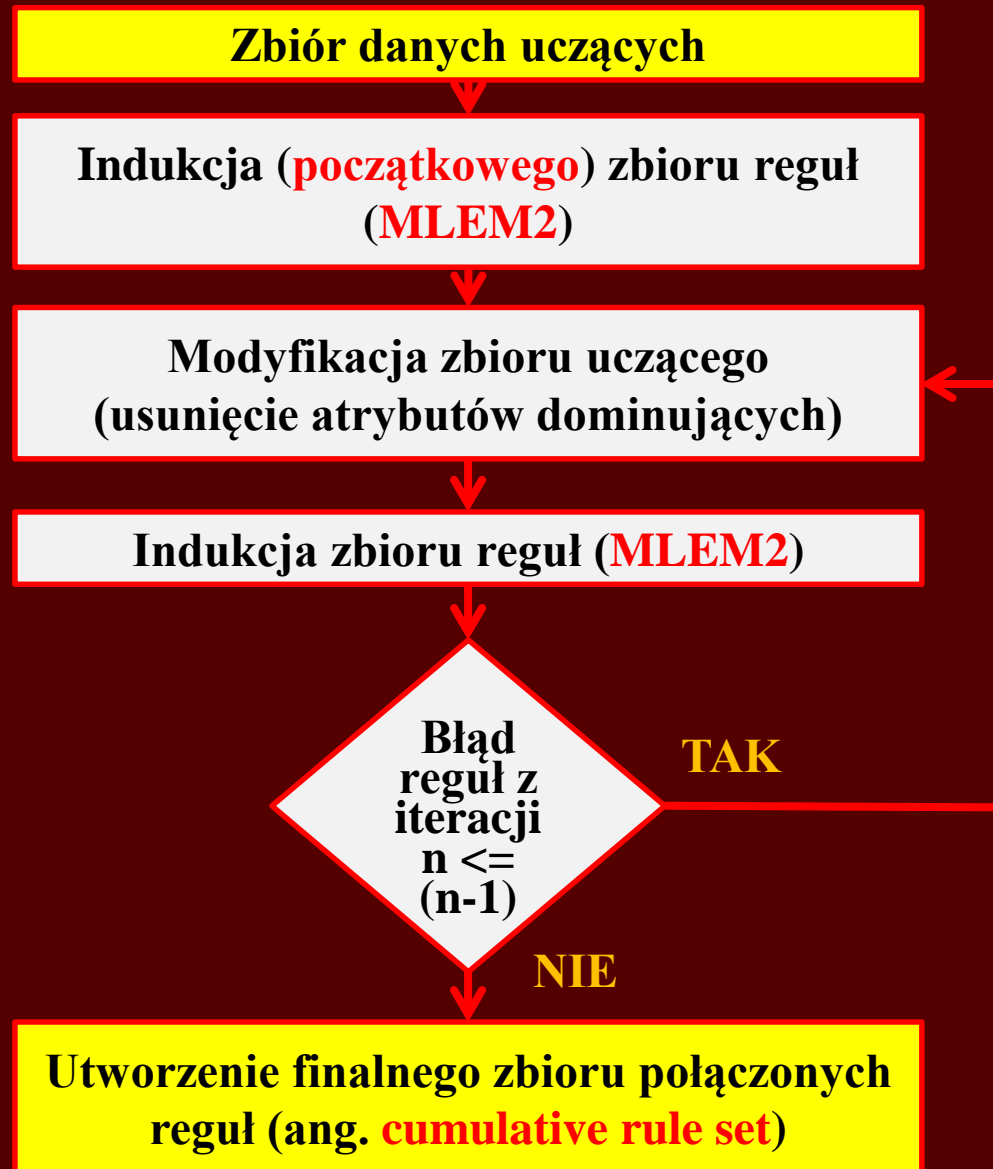 Zbiór danych uczących
Indukcja (początkowego) zbioru reguł
(MLEM2)
Modyfikacja zbioru uczącego
(usunięcie atrybutów dominujących)
Indukcja zbioru reguł (MLEM2)
Błąd
reguł z
iteracji
n <=
(n-1)
TAK
NIE
Utworzenie finalnego zbioru połączonych
reguł (ang. cumulative rule set)